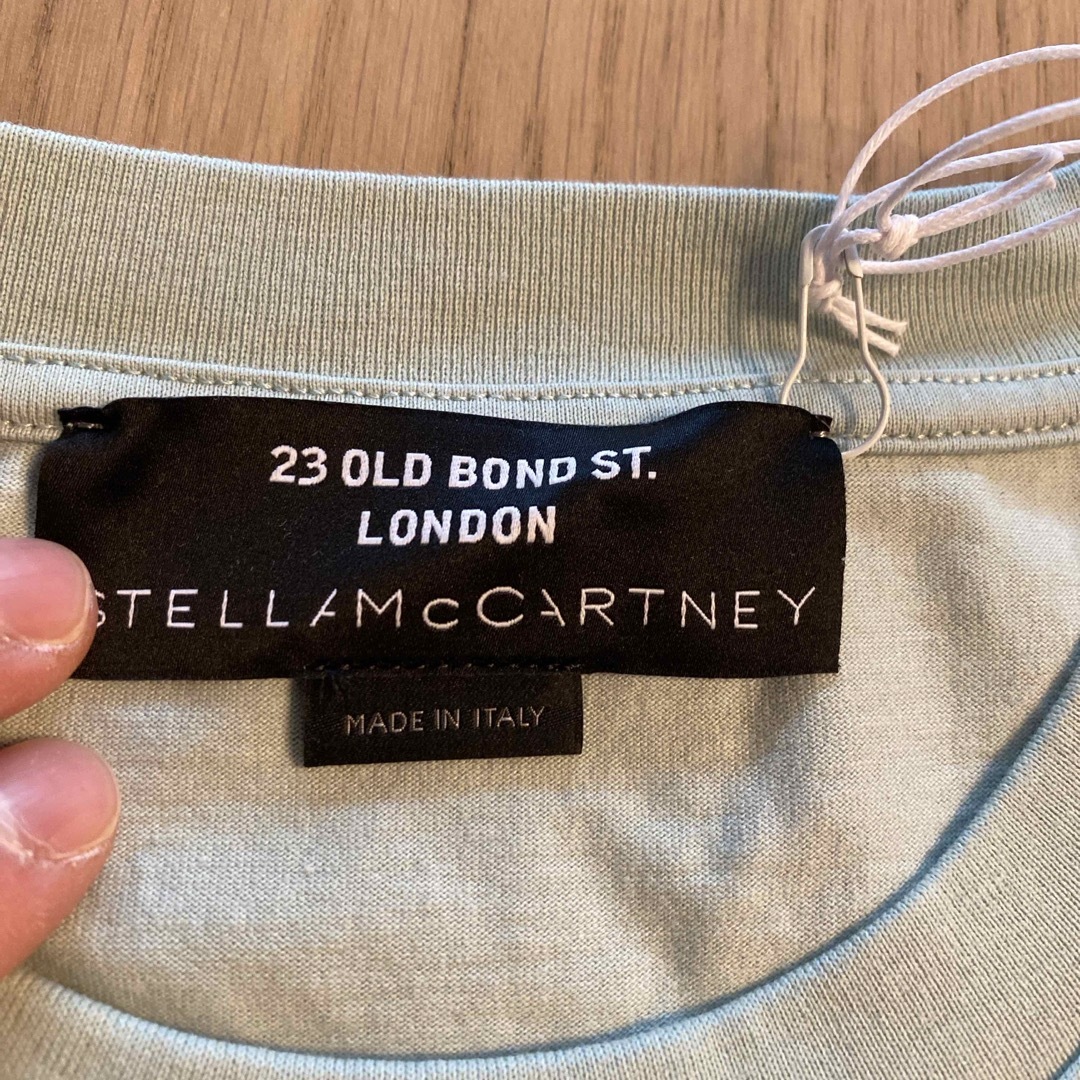 23 OLD BOND ST.
LONDON
STELLAMcCARTNEY
MADE IN ITALY